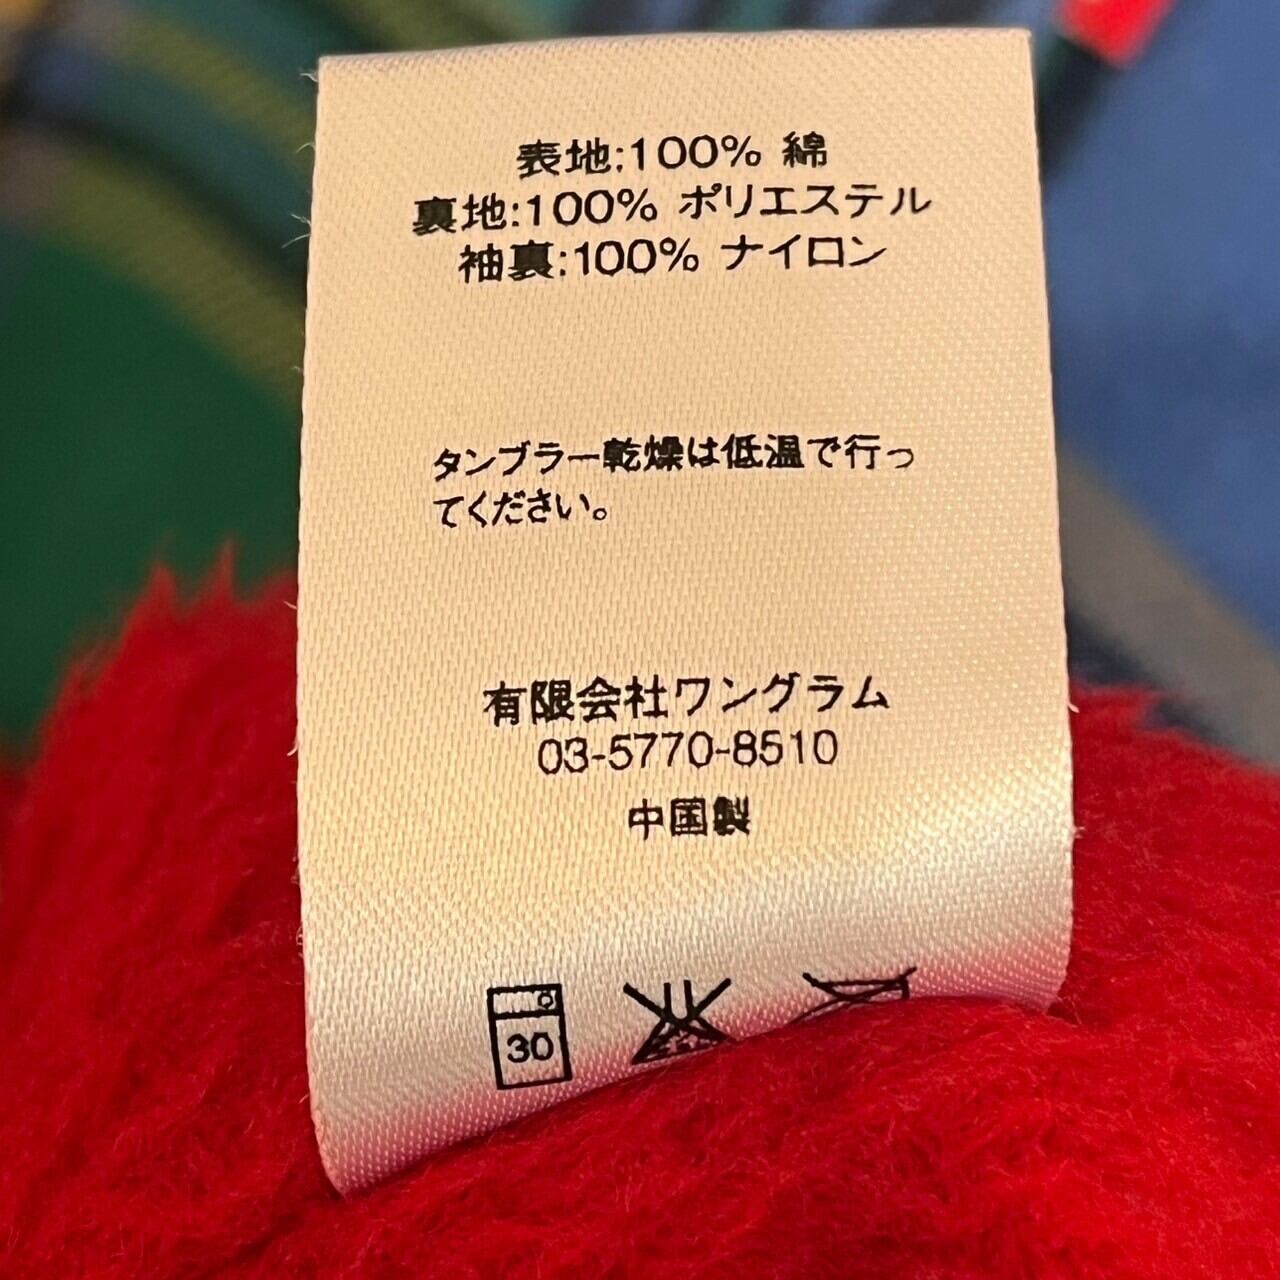 表地:100% 綿
裏地:100% ポリエステル
袖裏:100% ナイロン
タンブラー乾燥は低温で行っ
てください。
有限会社ワングラム
03-5770-8510
中国製
30